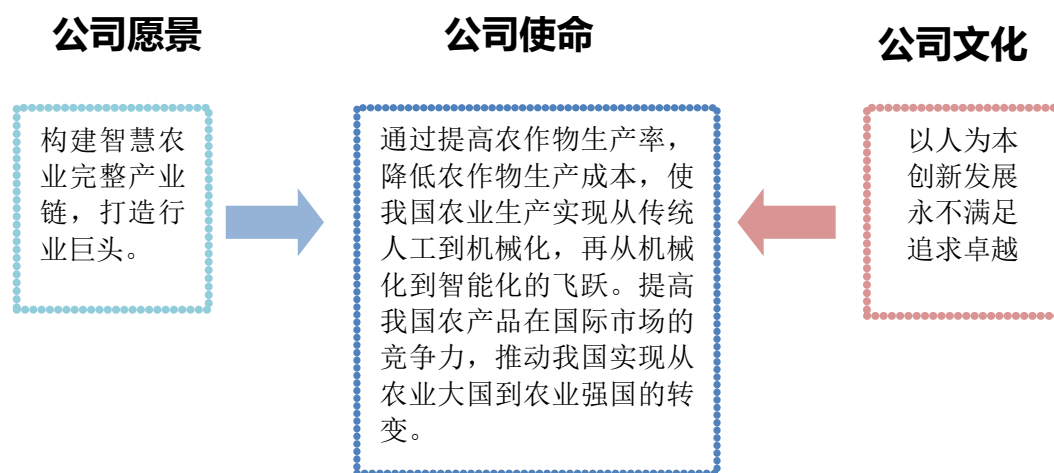 公司愿景
构建智慧农
业完整产业
链，打造行
业巨头。
公司使命
通过提高农作物生产率，
降低农作物生产成本，使
我国农业生产实现从传统
人工到机械化，再从机械
化到智能化的飞跃。提高
我国农产品在国际市场的
竞争力，推动我国实现从
农业大国到农业强国的转
变。
公司文化
以人为本
创新发展
永不满足
追求卓越